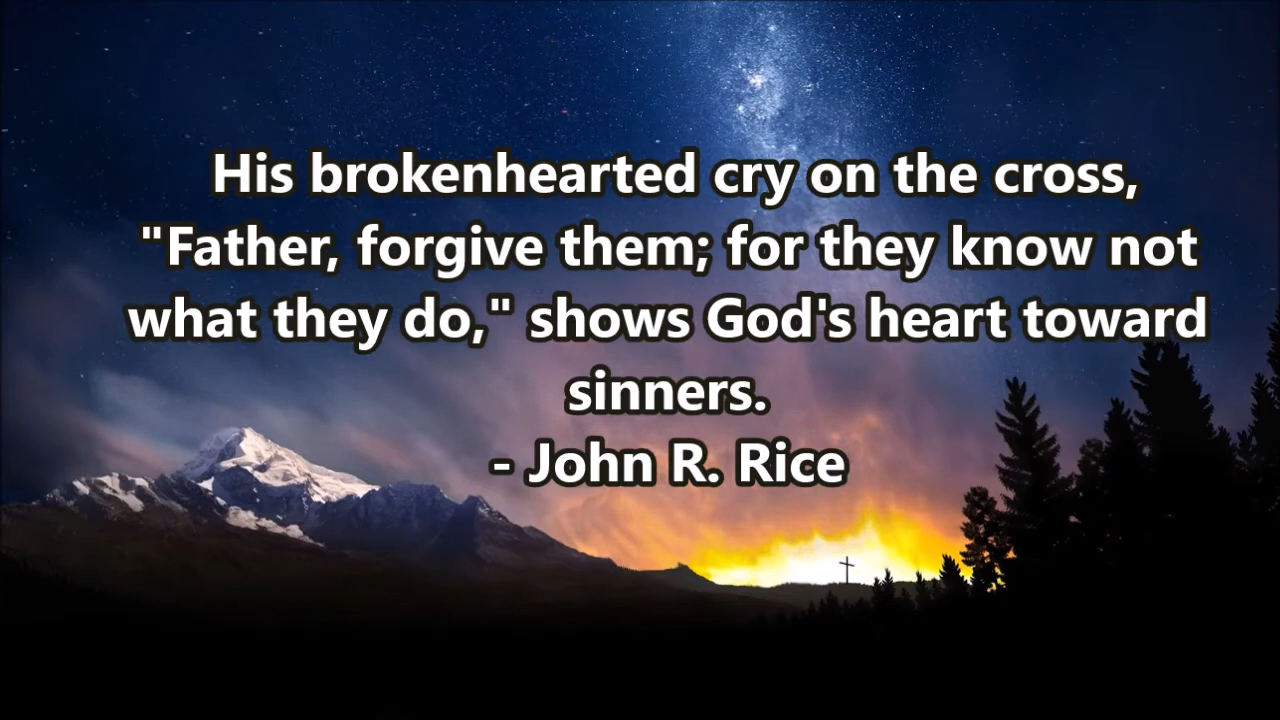 His brokenhearted cry on the cross,
"Father, forgive them; for they know not
what they do," shows God's heart toward
sinners.
- John R. Rice